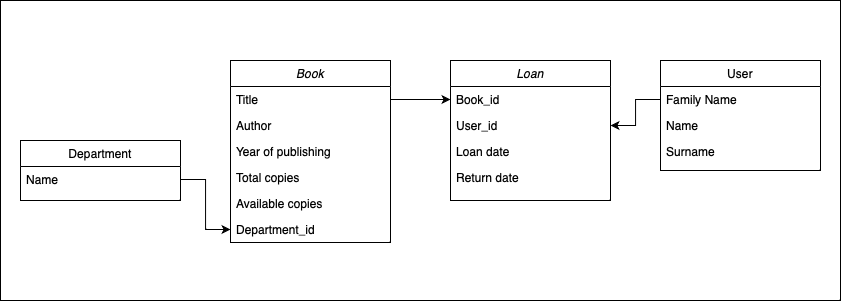 Department
Name
Book
Title
Author
Year of publishing
Total copies
Available copies
Department_id
Loan
Book_id
User_id
Loan date
Return date
User
Family Name
Name
Surname